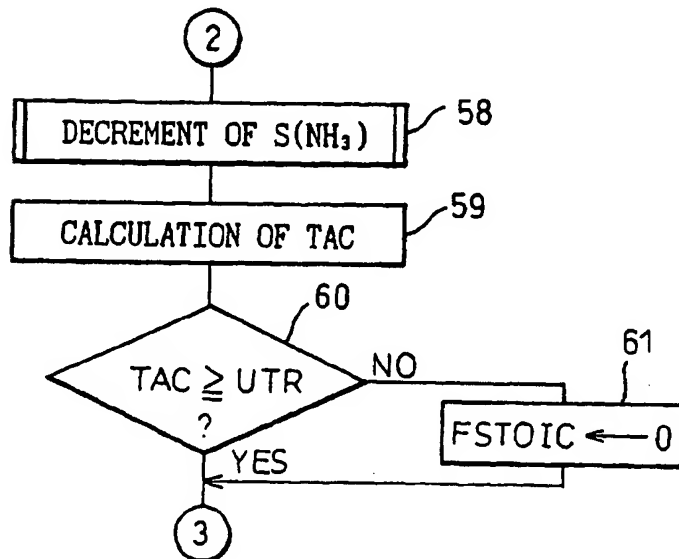 2
DECREMENT OF S(NH₃)
58
CALCULATION OF TAC
59
60
TAC ≧ UTR
?
NO
61
FSTOIC ← 0
YES
3